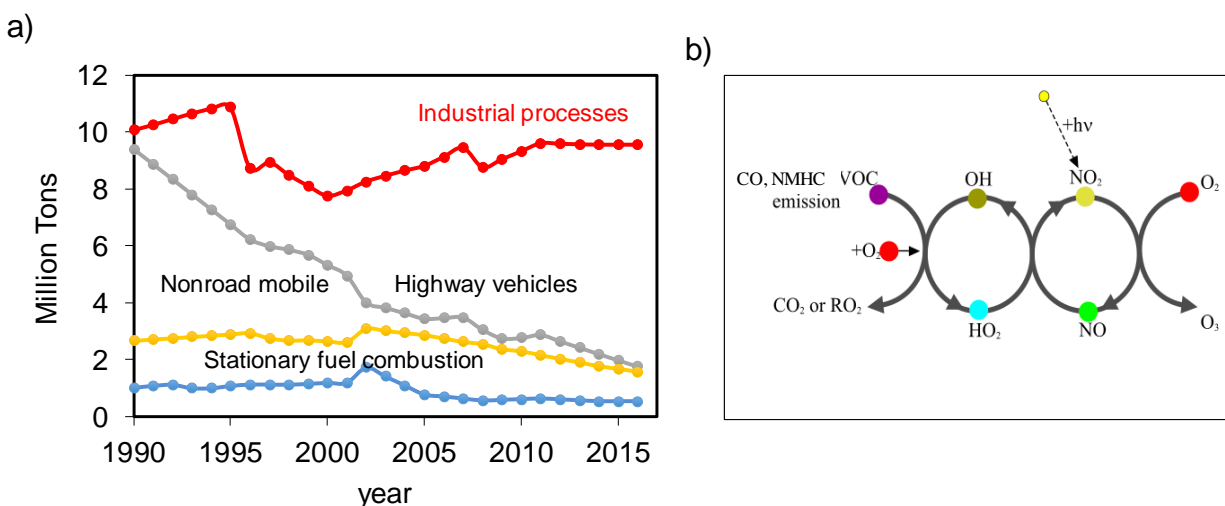 a)
12
10
8
6
4
2
0
Million Tons
Industrial processes
Nonroad mobile
Highway vehicles
Stationary fuel combustion
1990 1995 2000 2005 2010 2015
year
b)
+hν
CO, NMHC VOC
emission
OH
NO₂
O₂
+O₂
CO₂ or RO₂
HO₂
NO
O₃